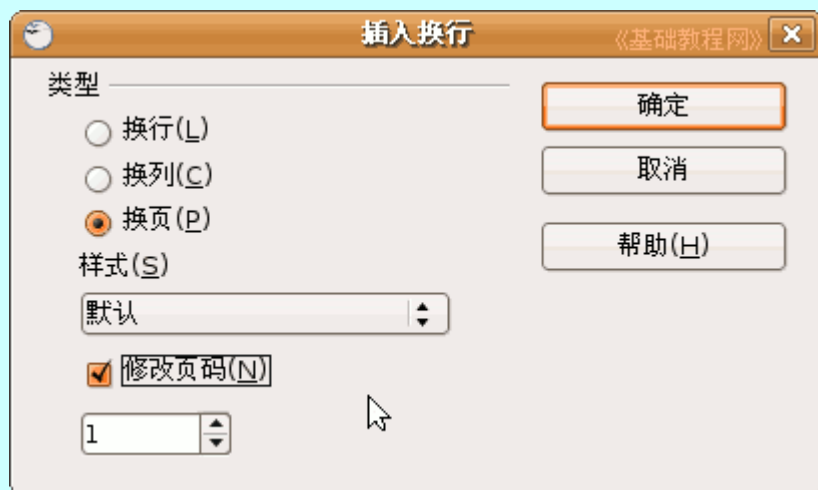 插入换行 《基础教程网》
类型
换行(L)
换列(C)
换页(P)
样式(S)
默认
修改页码(N)
1
确定
取消
帮助(H)